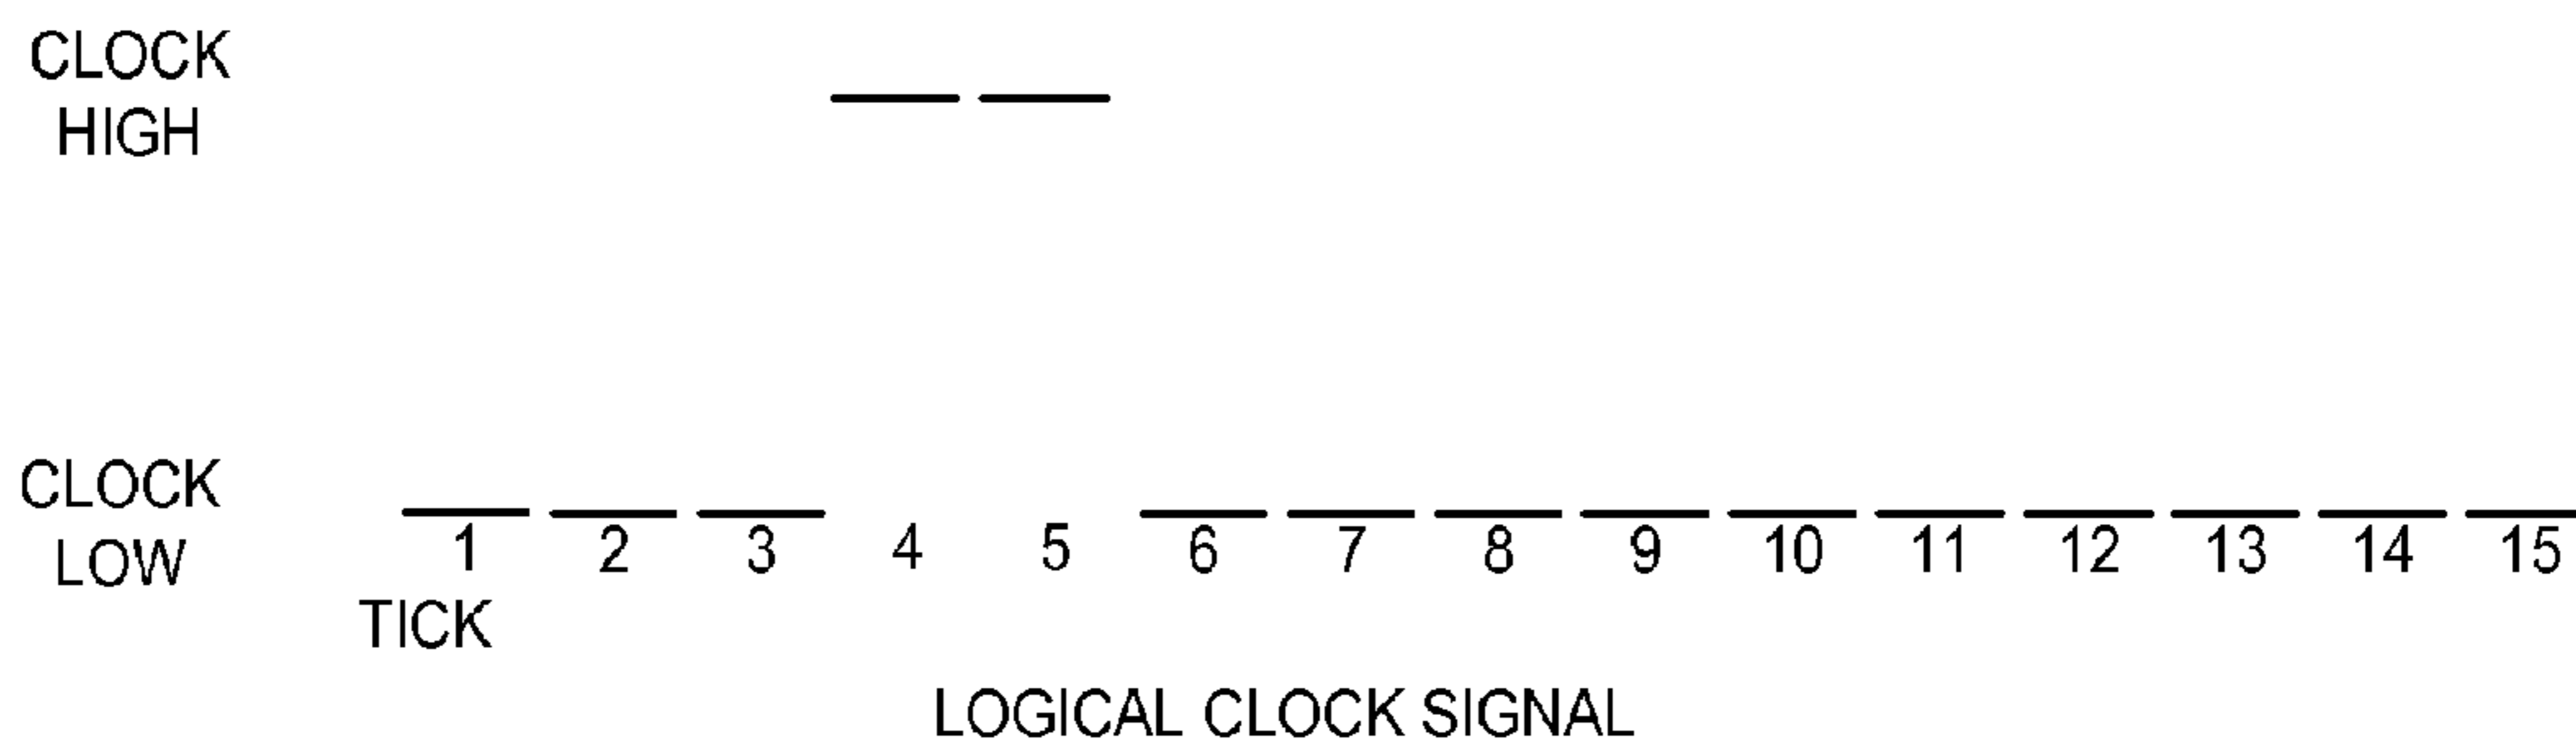 CLOCK
HIGH
CLOCK
LOW
1 2 3 4 5 6 7 8 9 10 11 12 13 14 15
TICK
LOGICAL CLOCK SIGNAL